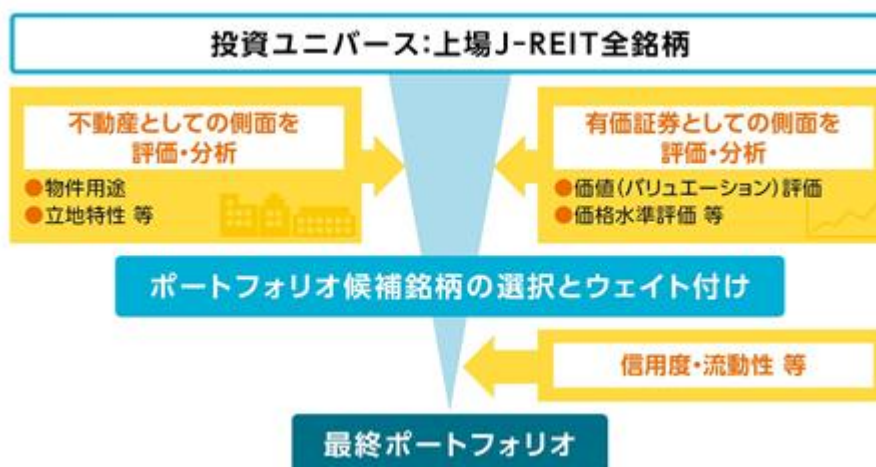 投資ユニバース:上場J-REIT全銘柄
不動産としての側面を
評価・分析
●物件用途
●立地特性 等
有価証券としての側面を
評価・分析
●価値(バリュエーション)評価
●価格水準評価 等
ポートフォリオ候補銘柄の選択とウェイト付け
信用度・流動性 等
最終ポートフォリオ